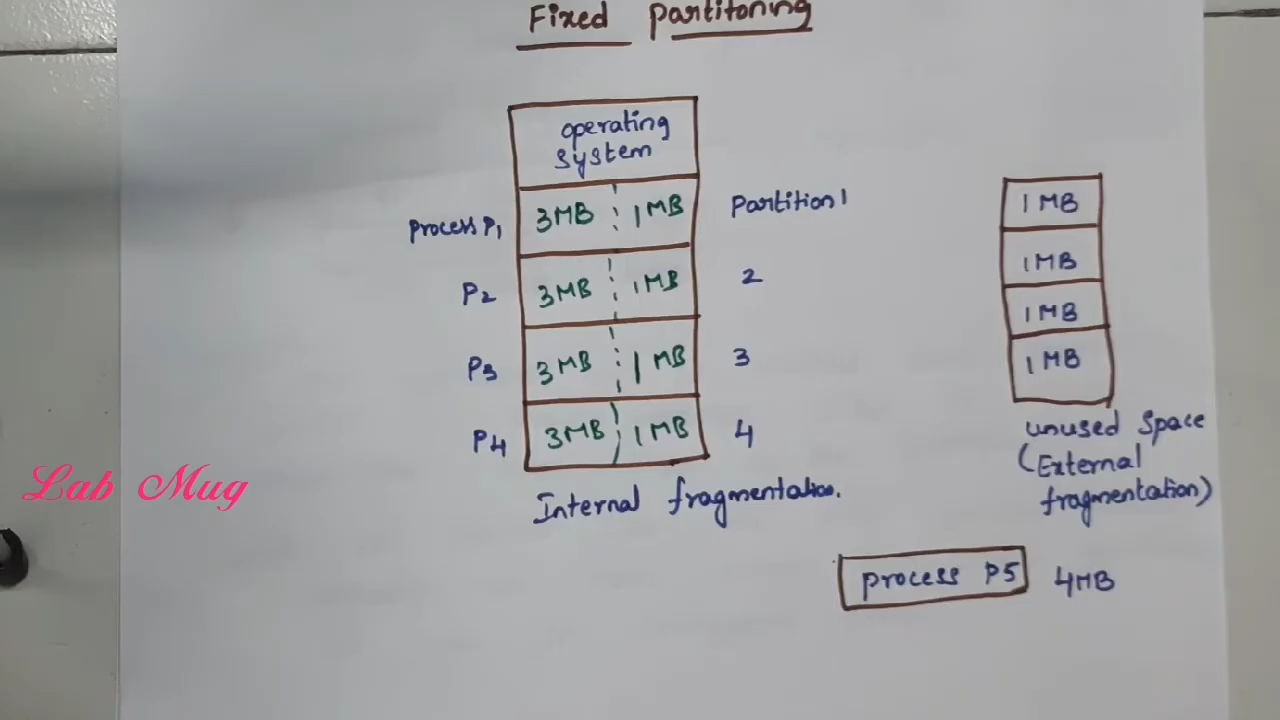 Fixed Partitoning
operating
system
process P1 3MB 1MB Partition 1
P2 3MB 1MB 2
P3 3MB 1MB 3
P4 3MB 1MB 4
Internal fragmentation.
1MB
1MB
1MB
1MB
unused space
(External
fragmentation)
process P5 4MB
Lab Mug